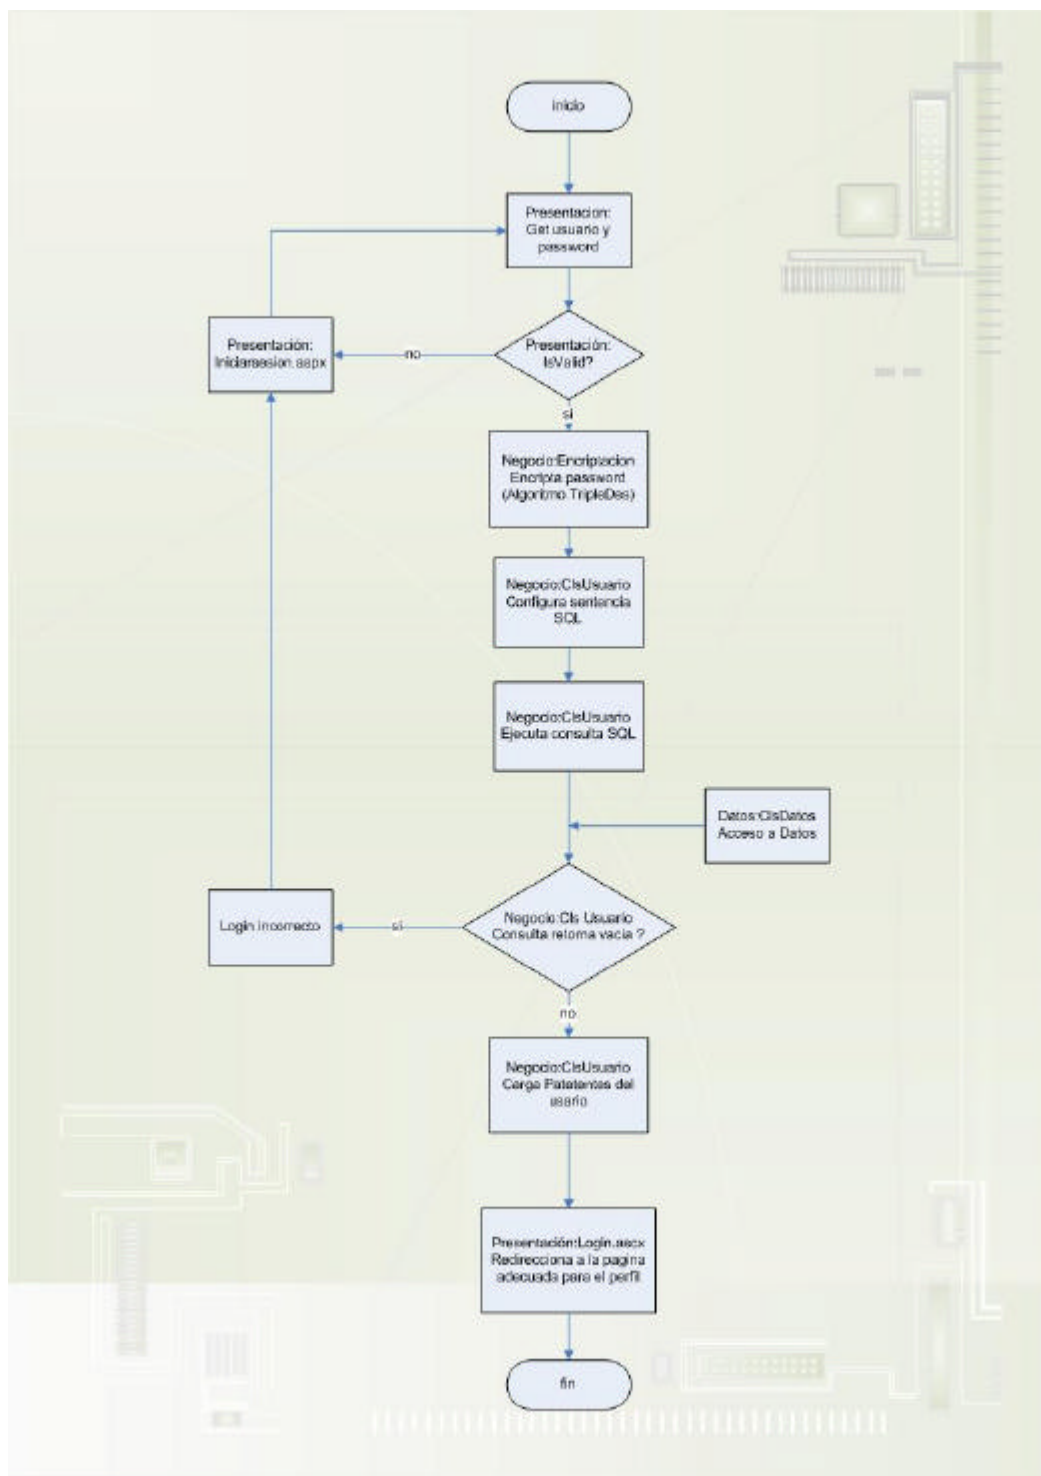 inicio
Presentacion:
Get usuario y
password
Presentación:
Iniciarsesion.aspx
no
Presentación:
IsValid?
si
Negocio:Encriptacion
Encripta password
(Algoritmo TripleDes)
Negocio:ClsUsuario
Configura sentencia
SQL
Negocio:ClsUsuario
Ejecuta consulta SQL
Datos:ClsDatos
Acceso a Datos
Login incorrecto
si
Negocio:Cls Usuario
Consulta retorna vacia ?
no
Negocio:ClsUsuario
Carga Patetentes del
usario
Presentación:Login.ascx
Redirecciona a la pagina
adecuada para el perfil
fin